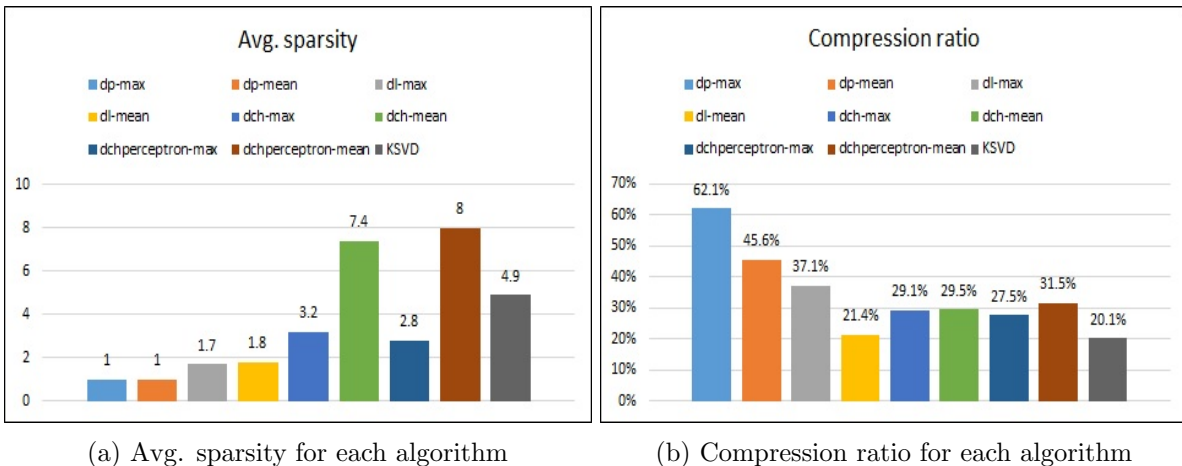 Avg. sparsity
dp-max dp-mean dl-max
dl-mean dch-max dch-mean
dchperceptron-max dchperceptron-mean KSVD
10
8
6
4
2
0
1 1 1.7 1.8 3.2 7.4 2.8 8 4.9
(a) Avg. sparsity for each algorithm
Compression ratio
dp-max dp-mean dl-max
dl-mean dch-max dch-mean
dchperceptron-max dchperceptron-mean KSVD
70%
60%
50%
40%
30%
20%
10%
0%
62.1% 45.6% 37.1% 21.4% 29.1% 29.5% 27.5% 31.5% 20.1%
(b) Compression ratio for each algorithm